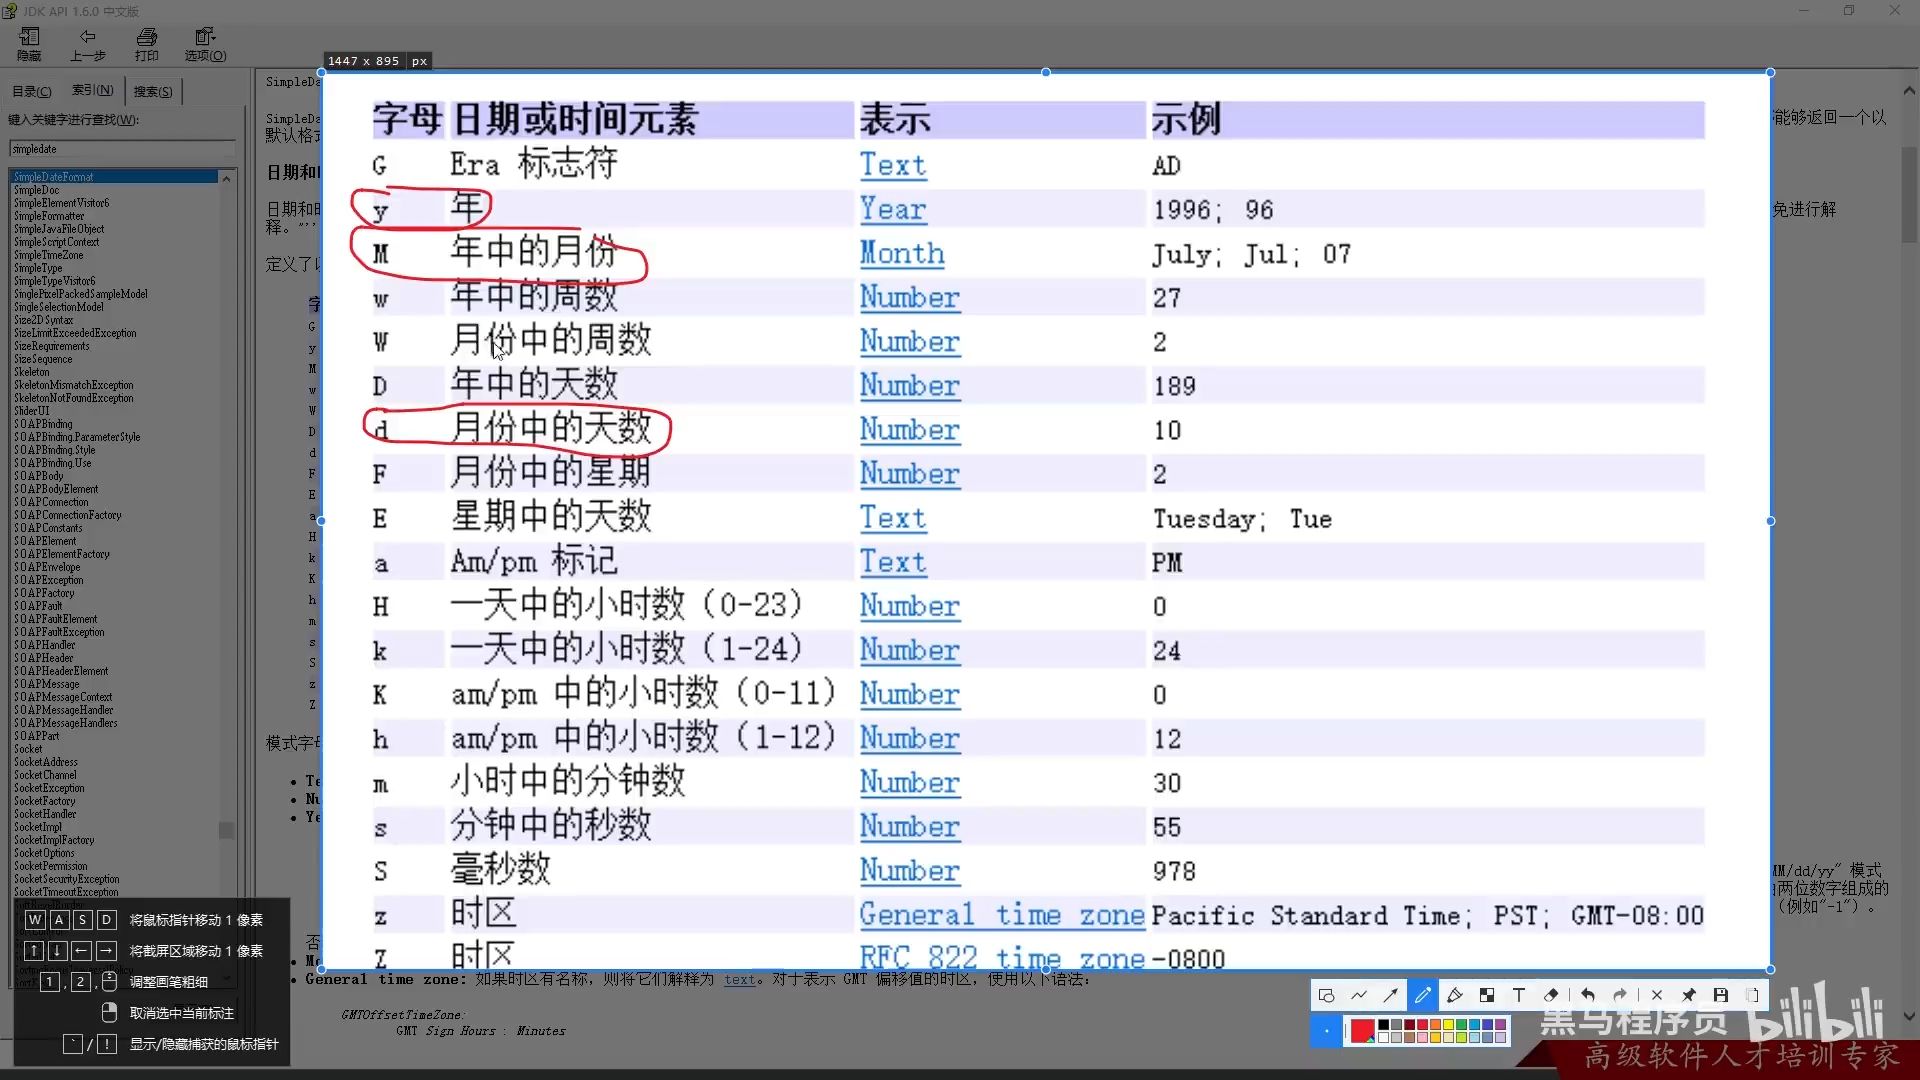 JDK API 1.6.0 中文版
隐藏
上一步
打印
选项(O)
目录(C)
索引(N)
搜索(S)
键入关键字进行查找(W):
simpledate
SimpleDateFormat
SimpleDoc
SimpleElementVisitor6
SimpleFormatter
SimpleJavaFileObject
SimpleScriptContext
SimpleTimeZone
SimpleType
SimpleTypeVisitor6
SinglePixelPackedSampleModel
SingleSelectionModel
Size2DSyntax
SizeLimitExceededException
SizeRequirements
SizeSequence
Skeleton
SkeletonMismatchException
SkeletonNotFoundException
SliderUI
SOAPBinding
SOAPBinding.ParameterStyle
SOAPBinding.Style
SOAPBinding.Use
SOAPBody
SOAPBodyElement
SOAPConnection
SOAPConnectionFactory
SOAPConstants
SOAPElement
SOAPElementFactory
SOAPEnvelope
SOAPException
SOAPFactory
SOAPFault
SOAPFaultElement
SOAPFaultException
SOAPHandler
SOAPHeader
SOAPHeaderElement
SOAPMessage
SOAPMessageContext
SOAPMessageHandler
SOAPMessageHandlers
SOAPPart
Socket
SocketAddress
SocketChannel
SocketException
SocketFactory
SocketHandler
SocketImpl
SocketImplFactory
SocketOptions
SocketPermission
SocketSecurityException
SocketTimeoutException
1447 x 895 px
字母 日期或时间元素 表示 示例
G Era 标志符 Text AD
y 年 Year 1996; 96
M 年中的月份 Month July; Jul; 07
w 年中的周数 Number 27
W 月份中的周数 Number 2
D 年中的天数 Number 189
d 月份中的天数 Number 10
F 月份中的星期 Number 2
E 星期中的天数 Text Tuesday; Tue
a Am/pm 标记 Text PM
H 一天中的小时数（0-23） Number 0
k 一天中的小时数（1-24） Number 24
K am/pm 中的小时数（0-11） Number 0
h am/pm 中的小时数（1-12） Number 12
m 小时中的分钟数 Number 30
s 分钟中的秒数 Number 55
S 毫秒数 Number 978
z 时区 General time zone Pacific Standard Time; PST; GMT-08:00
Z 时区 RFC 822 time zone -0800
能够返回一个以
免进行解
MM/dd/yy" 模式
由两位数字组成的
（例如"-1"）。
General time zone: 如果时区有名称，则将它们解释为 text。对于表示 GMT 偏移值的时区，使用以下语法:
GMTOffsetTimeZone:
GMT Sign Hours : Minutes
W A S D 将鼠标指针移动 1 像素
↑ ↓ ← → 将截屏区域移动 1 像素
1 , 2 , 调整画笔粗细
取消选中当前标注
` / ! 显示/隐藏捕获的鼠标指针
黑马程序员 bilibili
高级软件人才培训专家